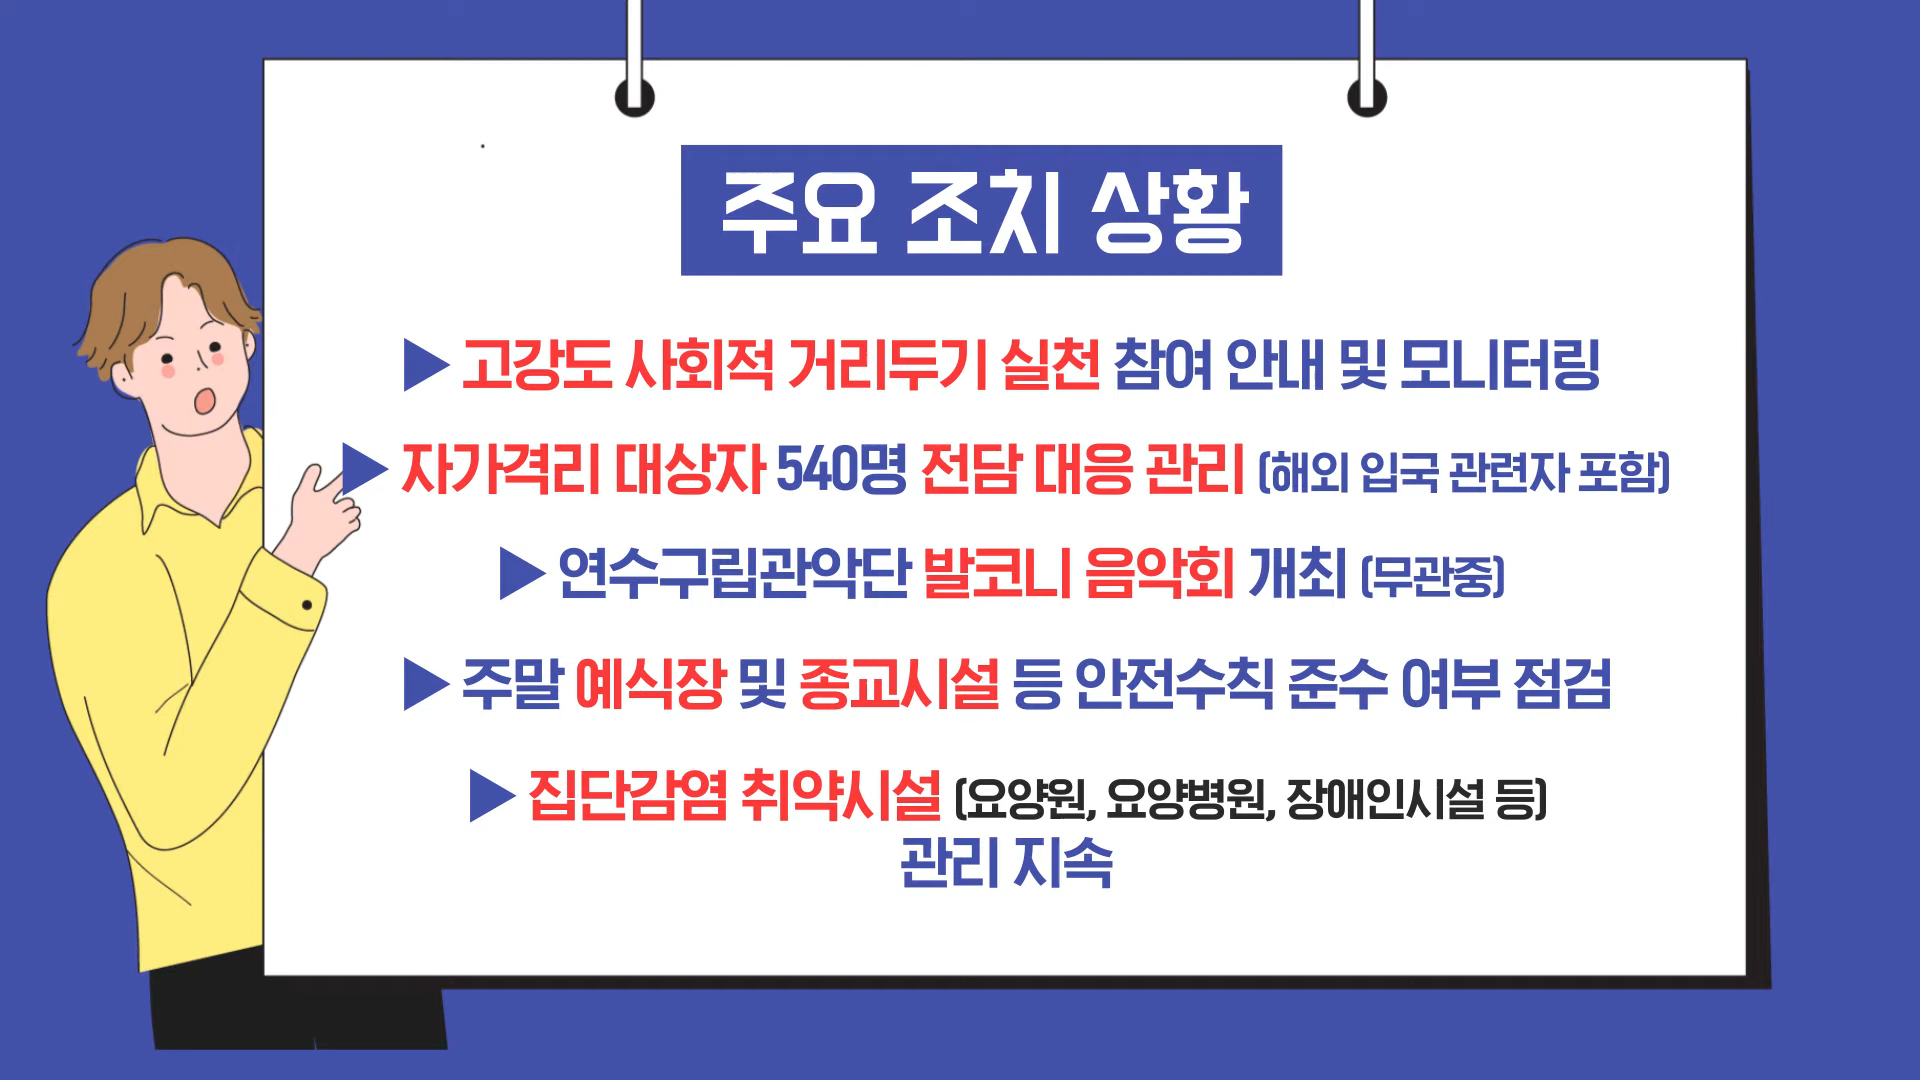 주요 조치 상황
▶ 고강도 사회적 거리두기 실천 참여 안내 및 모니터링
▶ 자가격리 대상자 540명 전담 대응 관리 (해외 입국 관련자 포함)
▶ 연수구립관악단 발코니 음악회 개최 (무관중)
▶ 주말 예식장 및 종교시설 등 안전수칙 준수 여부 점검
▶ 집단감염 취약시설 (요양원, 요양병원, 장애인시설 등)
관리 지속